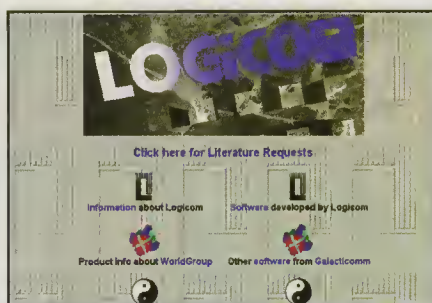 LOGICOM
Click here for Literature Requests
Information about Logicom Software developed by Logicom
Product info about WorldGroup Other software from Galacticomm